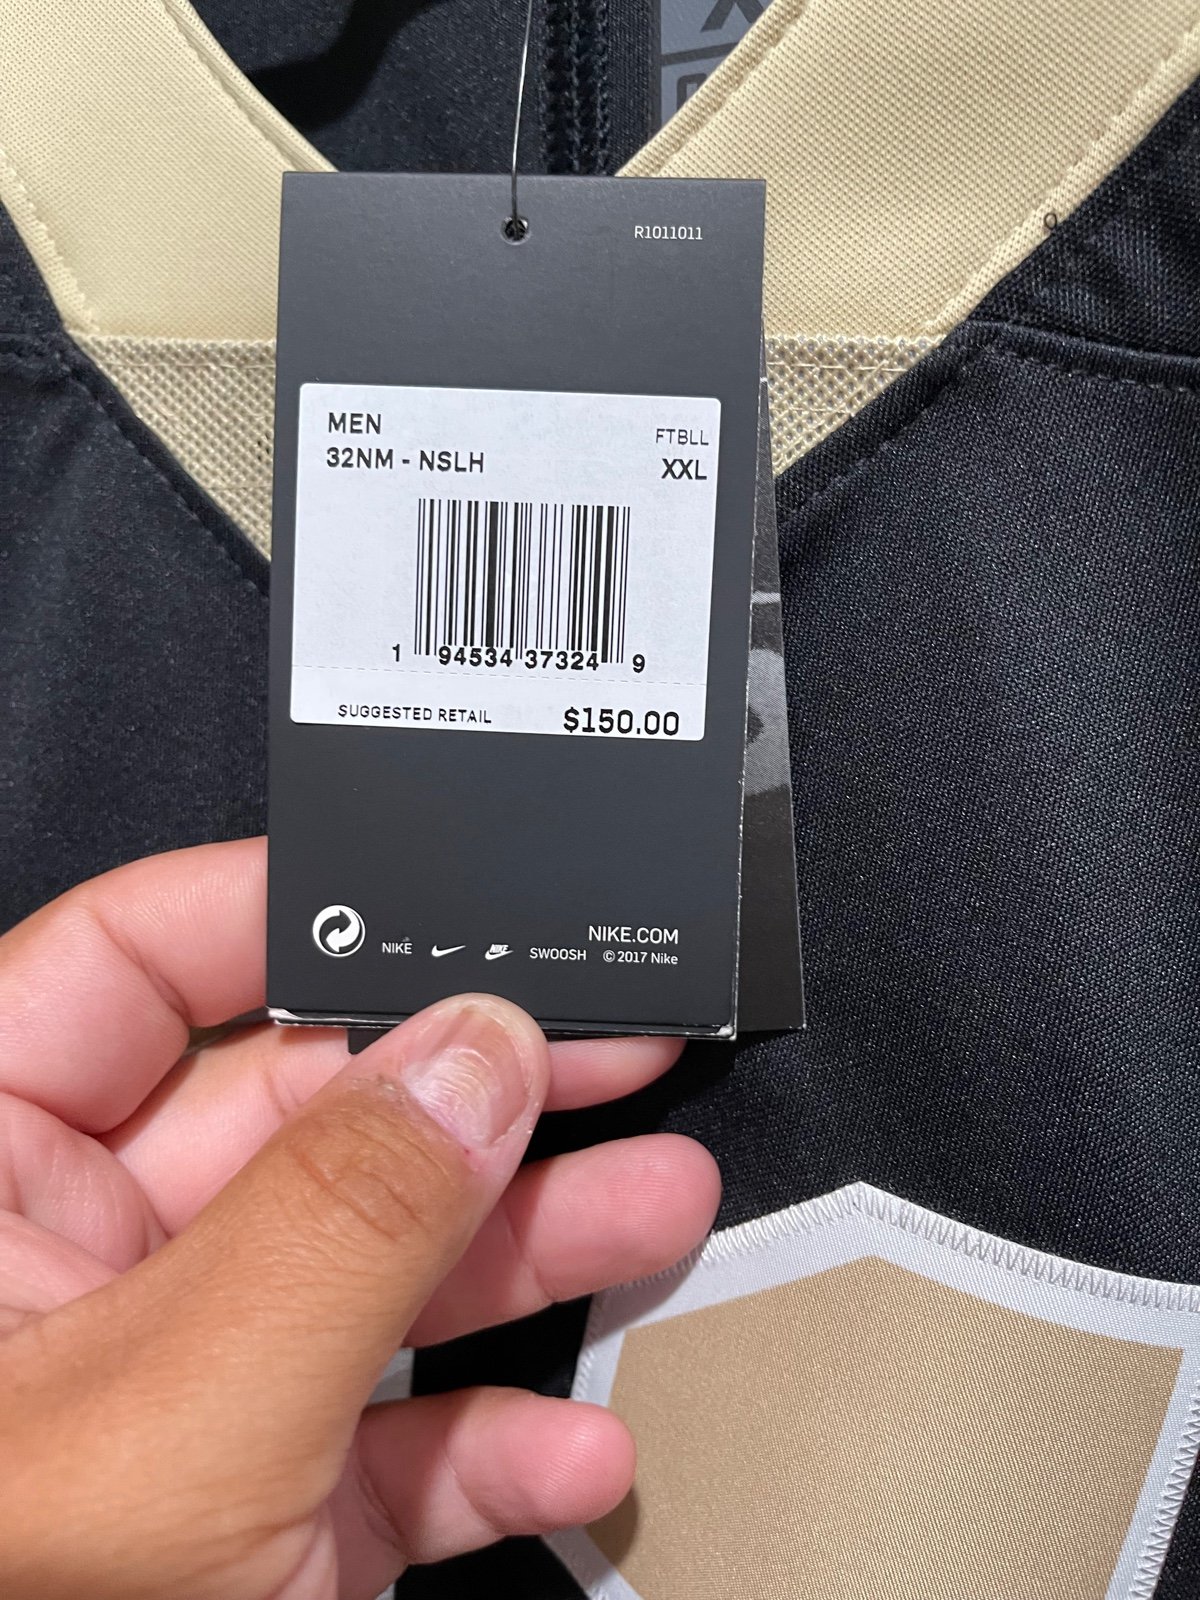 R1011011
MEN
FTBLL
32NM - NSLH
XXL
1 94534 37324 9
SUGGESTED RETAIL $150.00
NIKE.COM
NIKE NIKE SWOOSH © 2017 Nike